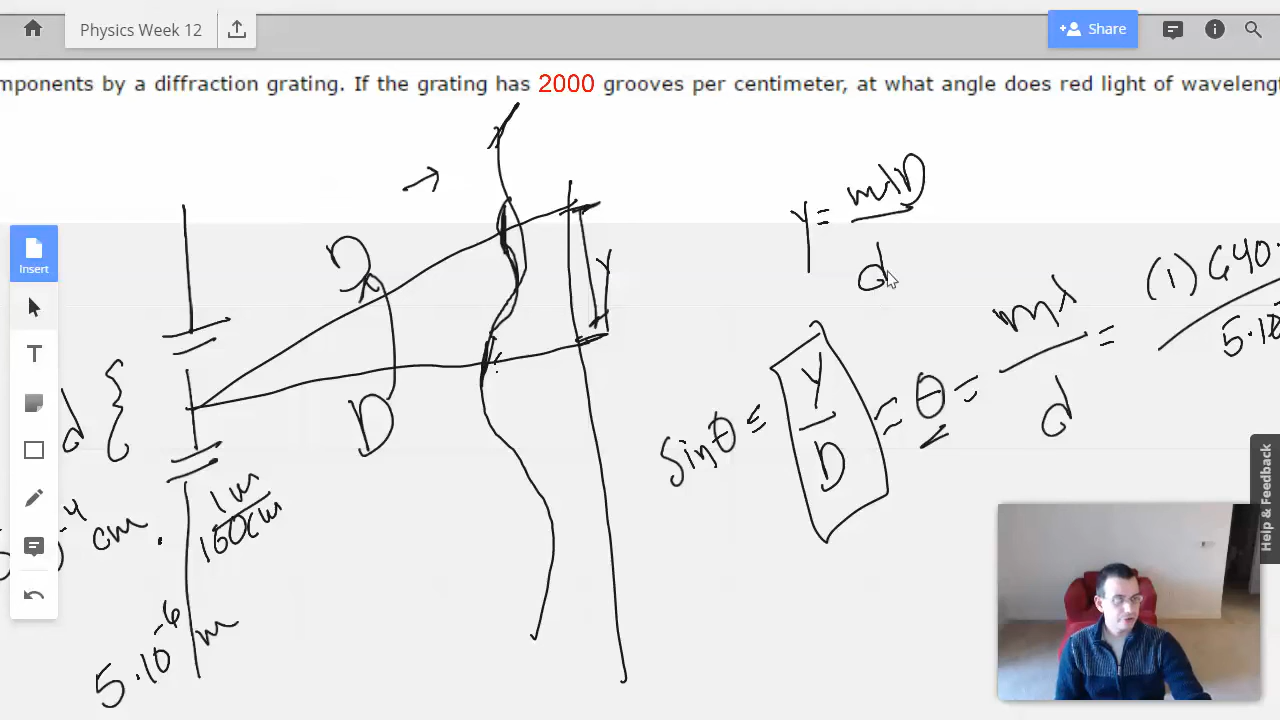 Physics Week 12
Share
mponents by a diffraction grating. If the grating has 2000 grooves per centimeter, at what angle does red light of wavelength
Insert
T
D
Y
D
d {
-4 cm . 1m
100cm
5·10-6 m
Y = mλD
d
sinθ = Y
D
= θ = mλ
d
= (1) 640·
5·10
Help & Feedback